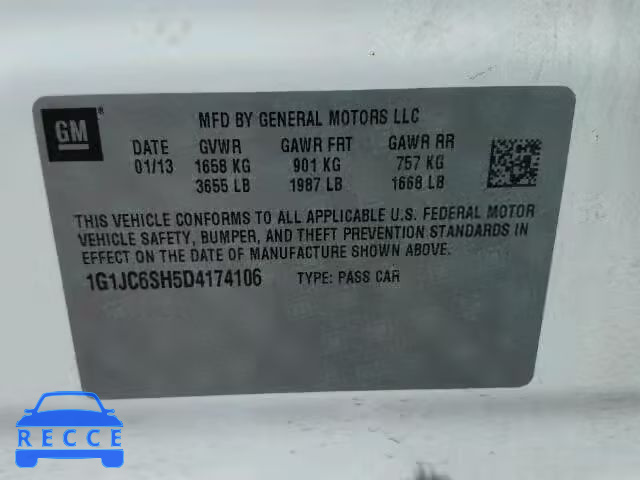 GM®
MFD BY GENERAL MOTORS LLC
DATE GVWR GAWR FRT GAWR RR
01/13 1658 KG 901 KG 757 KG
3655 LB 1987 LB 1668 LB
THIS VEHICLE CONFORMS TO ALL APPLICABLE U.S. FEDERAL MOTOR
VEHICLE SAFETY, BUMPER, AND THEFT PREVENTION STANDARDS IN
EFFECT ON THE DATE OF MANUFACTURE SHOWN ABOVE.
1G1JC6SH5D4174106 TYPE: PASS CAR
RECCE